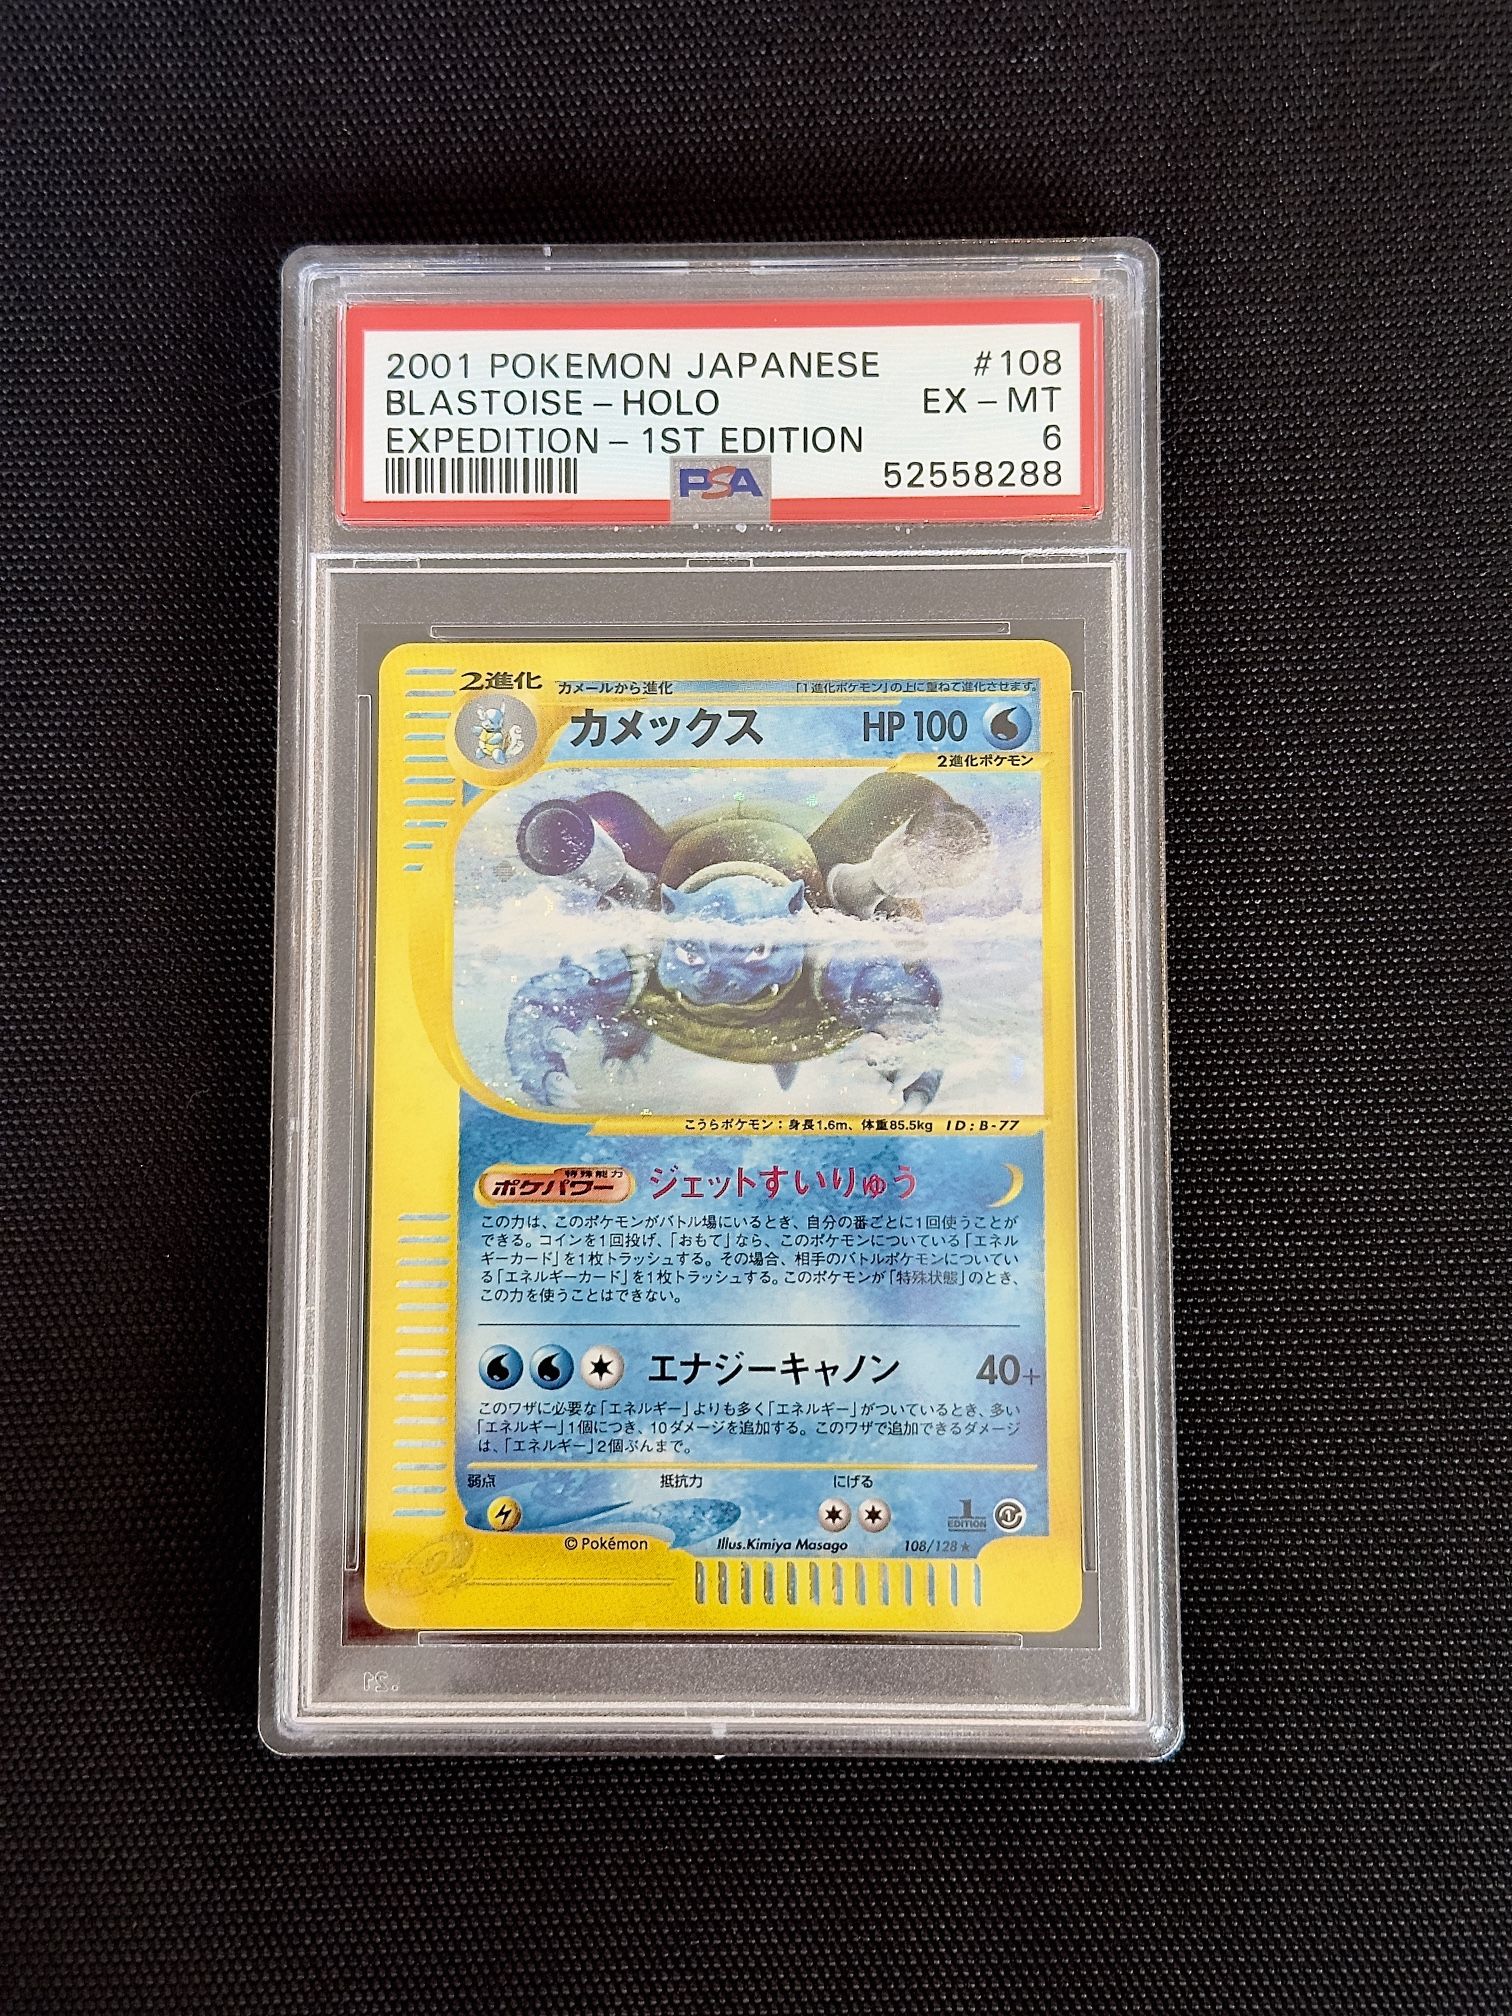 2001 POKEMON JAPANESE #108
BLASTOISE - HOLO EX - MT
EXPEDITION - 1ST EDITION 6
PSA 52558288
2進化 カメールから進化 「1進化ポケモン」の上に重ねて進化させます。
カメックス HP100
2進化ポケモン
こうらポケモン：身長1.6m、体重85.5kg ID:B-77
特殊能力
ポケパワー ジェットすいりゅう
この力は、このポケモンがバトル場にいるとき、自分の番ごとに1回使うことが
できる。コインを1回投げ、「おもて」なら、このポケモンについている「エネル
ギーカード」を1枚トラッシュする。その場合、相手のバトルポケモンについてい
る「エネルギーカード」を1枚トラッシュする。このポケモンが「特殊状態」のとき、
この力を使うことはできない。
エナジーキャノン 40+
このワザに必要な「エネルギー」よりも多く「エネルギー」がついているとき、多い
「エネルギー」1個につき、10ダメージを追加する。このワザで追加できるダメージ
は、「エネルギー」2個ぶんまで。
弱点 抵抗力 にげる
1 EDITION
©Pokémon Illus.Kimiya Masago 108/128★